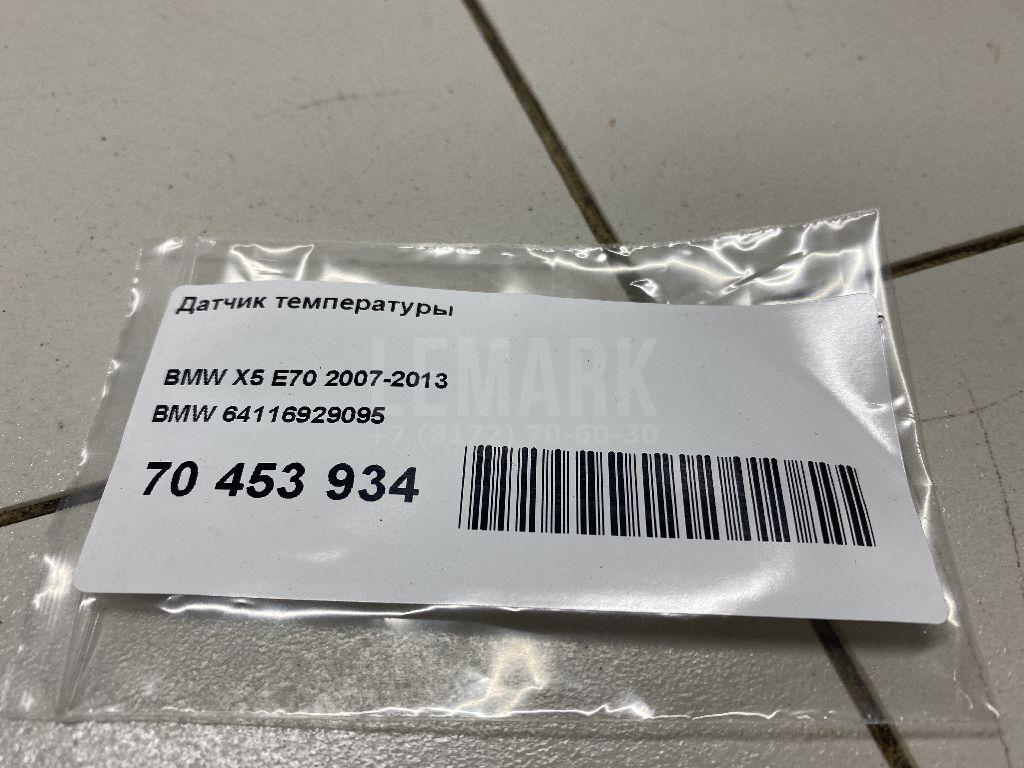 Датчик температуры
LEMARK
BMW X5 E70 2007-2013
BMW 64116929095
+7 (8172) 70-60-30
70 453 934